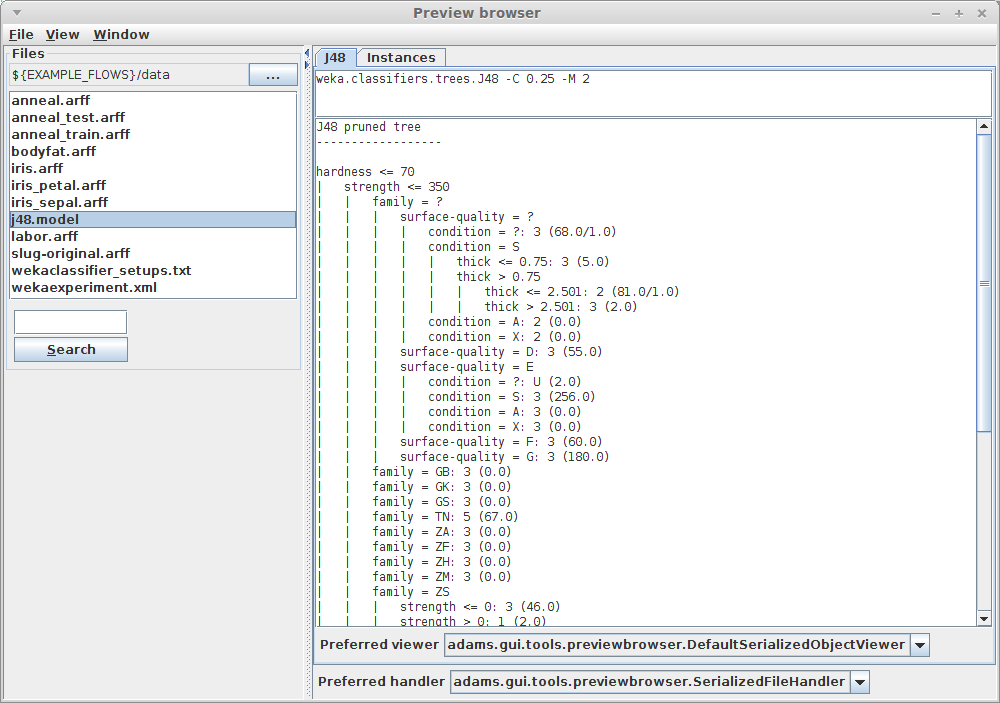 Preview browser
File View Window
Files
${EXAMPLE_FLOWS}/data
...
anneal.arff
anneal_test.arff
anneal_train.arff
bodyfat.arff
iris.arff
iris_petal.arff
iris_sepal.arff
j48.model
labor.arff
slug-original.arff
wekaclassifier_setups.txt
wekaexperiment.xml
Search
J48 Instances
weka.classifiers.trees.J48 -C 0.25 -M 2
J48 pruned tree
------------------
hardness <= 70
|   strength <= 350
|   |   family = ?
|   |   |   surface-quality = ?
|   |   |   |   condition = ?: 3 (68.0/1.0)
|   |   |   |   condition = S
|   |   |   |   |   thick <= 0.75: 3 (5.0)
|   |   |   |   |   thick > 0.75
|   |   |   |   |   |   thick <= 2.501: 2 (81.0/1.0)
|   |   |   |   |   |   thick > 2.501: 3 (2.0)
|   |   |   |   condition = A: 2 (0.0)
|   |   |   |   condition = X: 2 (0.0)
|   |   |   surface-quality = D: 3 (55.0)
|   |   |   surface-quality = E
|   |   |   |   condition = ?: U (2.0)
|   |   |   |   condition = S: 3 (256.0)
|   |   |   |   condition = A: 3 (0.0)
|   |   |   |   condition = X: 3 (0.0)
|   |   |   surface-quality = F: 3 (60.0)
|   |   |   surface-quality = G: 3 (180.0)
|   |   family = GB: 3 (0.0)
|   |   family = GK: 3 (0.0)
|   |   family = GS: 3 (0.0)
|   |   family = TN: 5 (67.0)
|   |   family = ZA: 3 (0.0)
|   |   family = ZF: 3 (0.0)
|   |   family = ZH: 3 (0.0)
|   |   family = ZM: 3 (0.0)
|   |   family = ZS
|   |   |   strength <= 0: 3 (46.0)
|   |   |   strength > 0: 1 (2.0)
Preferred viewer adams.gui.tools.previewbrowser.DefaultSerializedObjectViewer
Preferred handler adams.gui.tools.previewbrowser.SerializedFileHandler